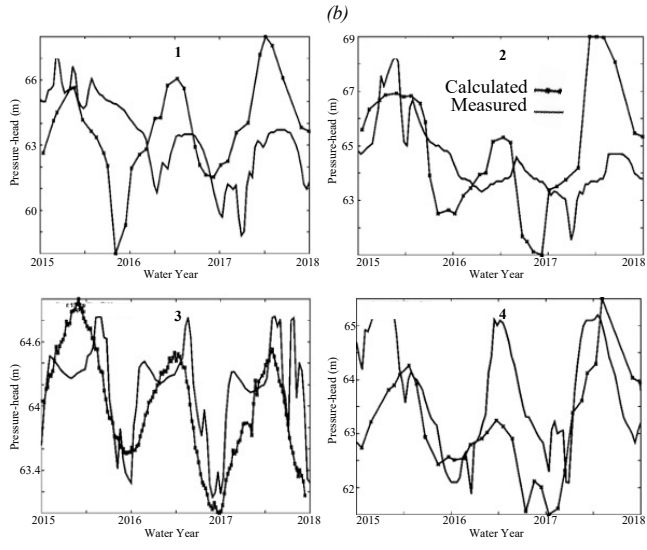 (b)
1
66
63
60
Pressure-head (m)
2015 2016 2017 2018
Water Year
2
Calculated
Measured
69
67
65
63
Pressure-head (m)
2015 2016 2017 2018
Water Year
3
64.6
64
63.4
Pressure-head (m)
2015 2016 2017 2018
Water Year
4
65
64
63
62
Pressure-head (m)
2015 2016 2017 2018
Water Year